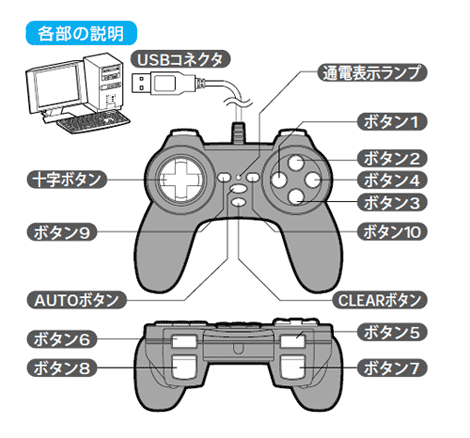 各部の説明
USBコネクタ
通電表示ランプ
ボタン1
ボタン2
十字ボタン
ボタン4
ボタン3
ボタン9
ボタン10
AUTOボタン
CLEARボタン
ボタン6
ボタン5
ボタン8
ボタン7